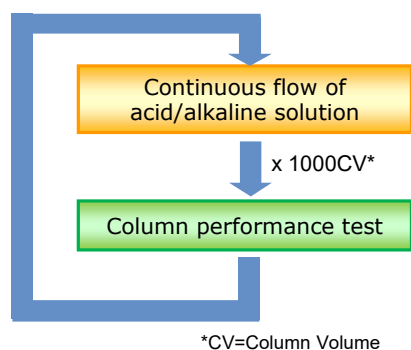 Continuous flow of
acid/alkaline solution
x 1000CV*
Column performance test
*CV=Column Volume